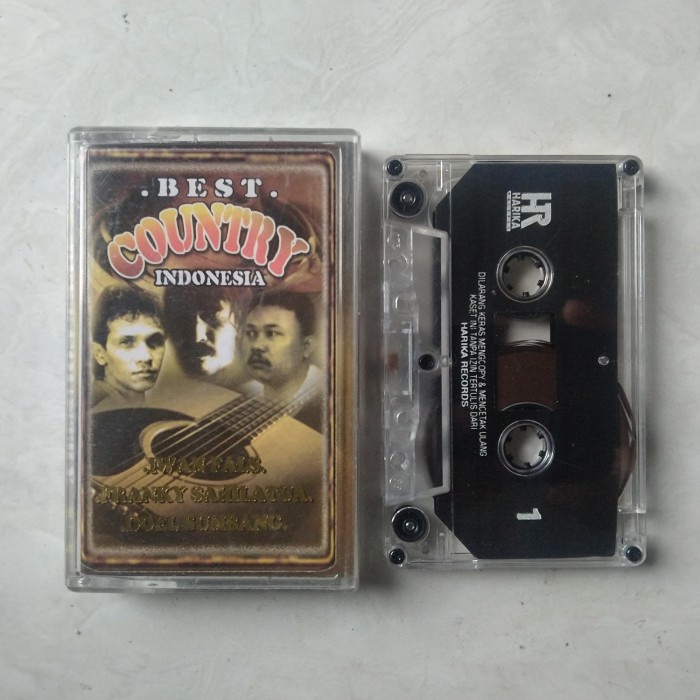 . BEST .
COUNTRY
INDONESIA
. IWAN FALS .
. FRANKY SAHILATUA .
. DOEL SUMBANG .
HR
HARIKA
DILARANG KERAS MENGCOPY & MENCETAK ULANG
KASET INI TANPA IZIN TERTULIS DARI
HARIKA RECORDS
1